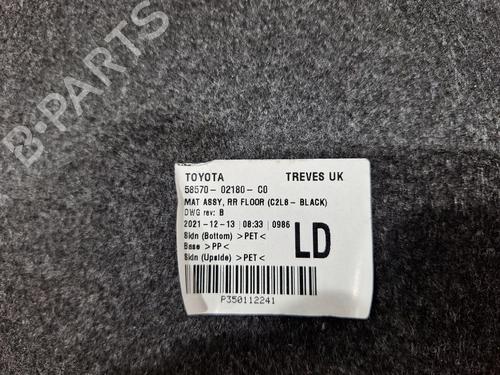 B-PARTS
TOYOTA TREVES UK
58570- 02180- C0
MAT ASSY, RR FLOOR (C2L8 - BLACK)
DWG rev: B
2021-12-13 | 08:33 | 0986
Skin (Bottom) >PET<
Base >PP<
Skin (Upside) >PET<
LD
P350112241
B-PARTS